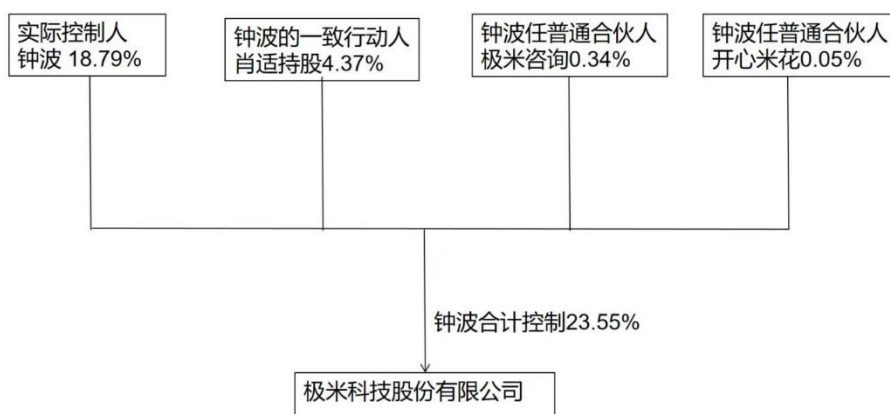 实际控制人
钟波 18.79%
钟波的一致行动人
肖适持股4.37%
钟波任普通合伙人
极米咨询0.34%
钟波任普通合伙人
开心米花0.05%
钟波合计控制23.55%
极米科技股份有限公司